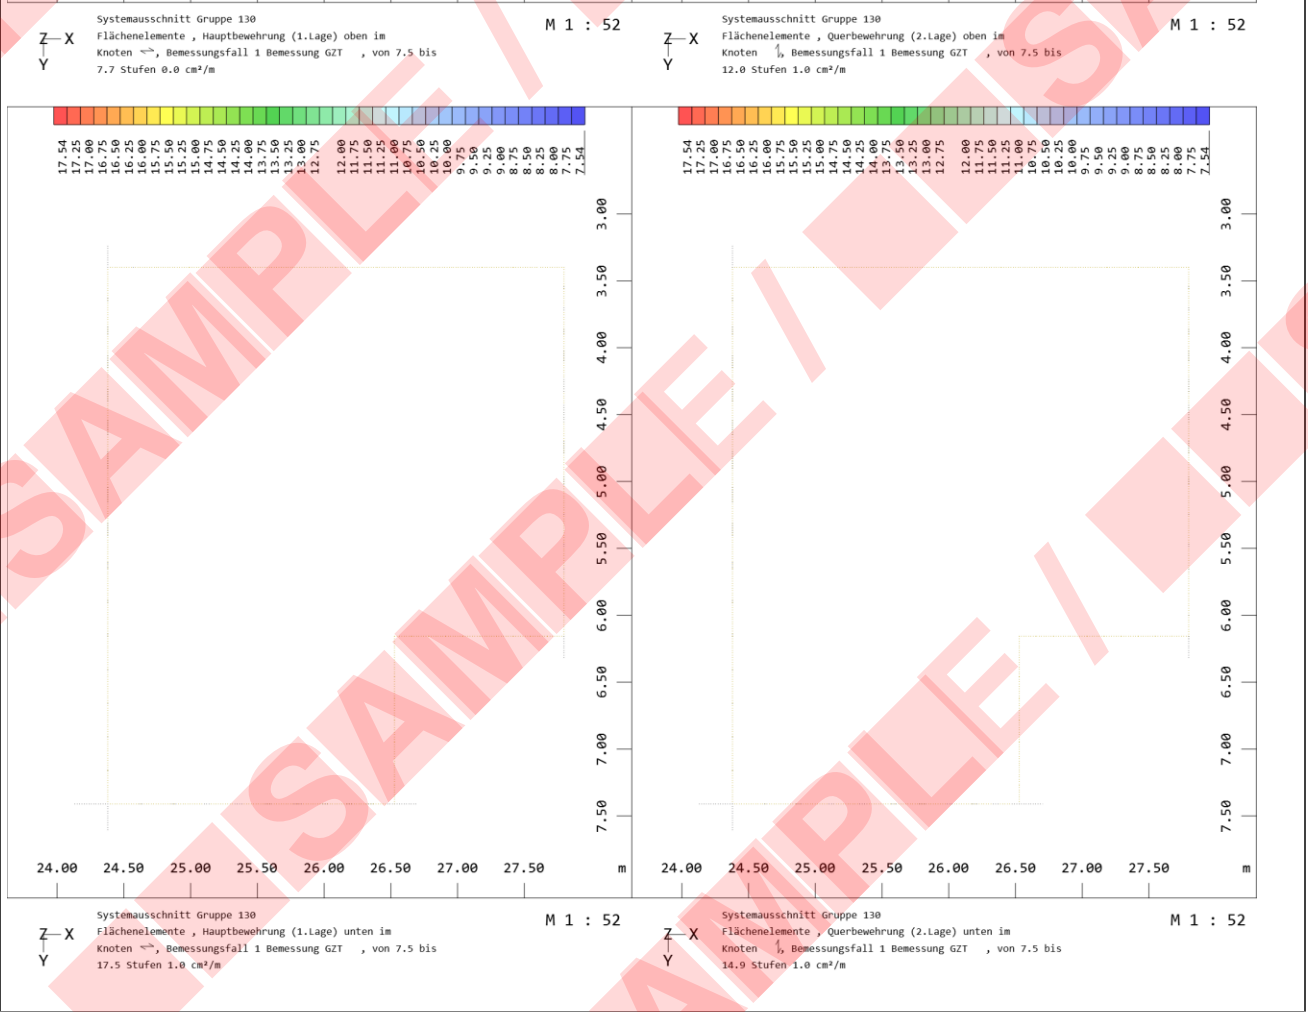 Systemausschnitt Gruppe 130
M 1 : 52
Flächenelemente , Hauptbewehrung (1.Lage) oben im
Z X
Knoten , Bemessungsfall 1 Bemessung GZT , von 7.5 bis
Y
7.7 Stufen 0.0 cm²/m
Systemausschnitt Gruppe 130
M 1 : 52
Flächenelemente , Querbewehrung (2.Lage) oben im
Z X
Knoten , Bemessungsfall 1 Bemessung GZT , von 7.5 bis
Y
12.0 Stufen 1.0 cm²/m
17.54 17.25 17.00 16.75 16.50 16.25 16.00 15.75 15.50 15.25 15.00 14.75 14.50 14.25 14.00 13.75 13.50 13.25 13.00 12.75 12.00 11.75 11.50 11.25 11.00 10.75 10.50 10.25 10.00 9.75 9.50 9.25 9.00 8.75 8.50 8.25 8.00 7.75 7.54
17.54 17.25 17.00 16.75 16.50 16.25 16.00 15.75 15.50 15.25 15.00 14.75 14.50 14.25 14.00 13.75 13.50 13.25 13.00 12.75 12.00 11.75 11.50 11.25 11.00 10.75 10.50 10.25 10.00 9.75 9.50 9.25 9.00 8.75 8.50 8.25 8.00 7.75 7.54
3.00
3.50
4.00
4.50
5.00
5.50
6.00
6.50
7.00
7.50
3.00
3.50
4.00
4.50
5.00
5.50
6.00
6.50
7.00
7.50
24.00 24.50 25.00 25.50 26.00 26.50 27.00 27.50 m
24.00 24.50 25.00 25.50 26.00 26.50 27.00 27.50 m
Systemausschnitt Gruppe 130
M 1 : 52
Flächenelemente , Hauptbewehrung (1.Lage) unten im
Z X
Knoten , Bemessungsfall 1 Bemessung GZT , von 7.5 bis
Y
17.5 Stufen 1.0 cm²/m
Systemausschnitt Gruppe 130
M 1 : 52
Flächenelemente , Querbewehrung (2.Lage) unten im
Z X
Knoten , Bemessungsfall 1 Bemessung GZT , von 7.5 bis
Y
14.9 Stufen 1.0 cm²/m
SAMPLE /
SAMPLE /
SAMPLE /